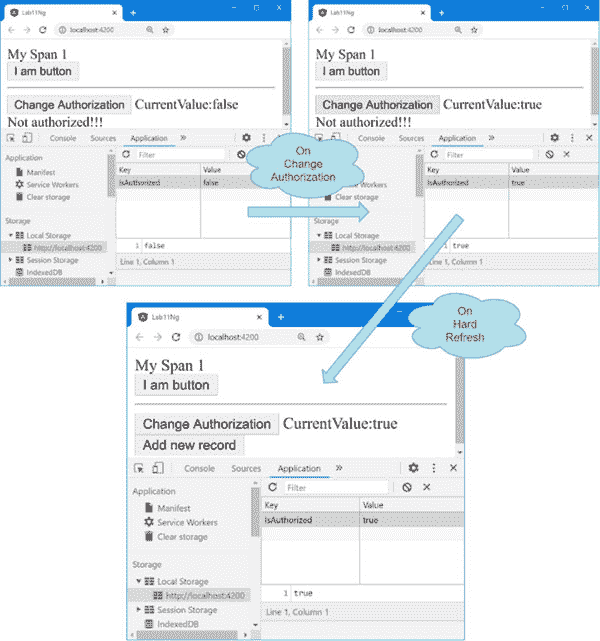 Lab11Ng
localhost:4200
My Span 1
I am button
Change Authorization CurrentValue:false
Not authorized!!!
Console Sources Application
Application
Manifest
Service Workers
Clear storage
Storage
Local Storage
http://localhost:4200
Session Storage
IndexedDB
Filter
Key Value
IsAuthorized false
1 false
Line 1, Column 1
On
Change
Authorization
Lab11Ng
localhost:4200
My Span 1
I am button
Change Authorization CurrentValue:true
Not authorized!!!
Console Sources Application
Workers
Clear storage
Storage
Local Storage
http://localhost:4200
Session Storage
IndexedDB
Filter
Key Value
IsAuthorized true
1 true
Line 1, Column 1
On
Hard
Refresh
Lab11Ng
localhost:4200
My Span 1
I am button
Change Authorization CurrentValue:true
Add new record
Console Sources Application
Application
Manifest
Service Workers
Clear storage
Storage
Local Storage
http://localhost:4200
Session Storage
IndexedDB
Filter
Key Value
IsAuthorized true
1 true
Line 1, Column 1